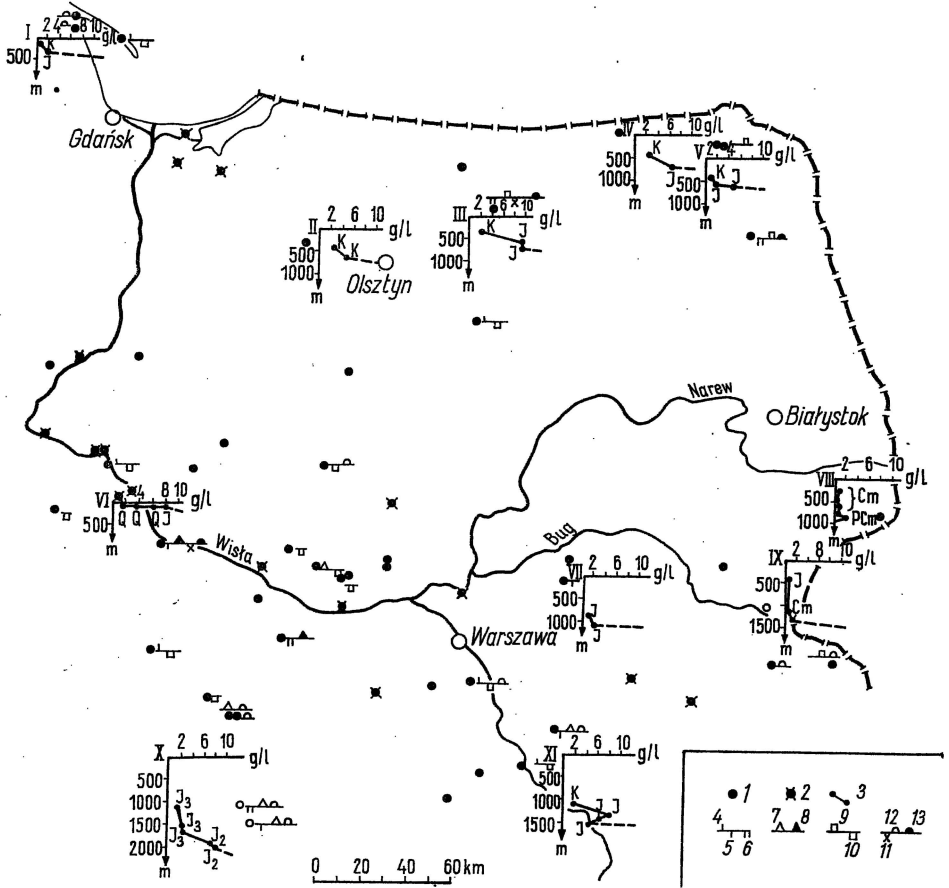 I 2 4 8 10 g/l
K
J
500
m
Gdańsk
IV 2 6 10 g/l
K
500
J
1000
m
V 2 4 10 g/l
K J
500
J
1000
m
II 2 6 10 g/l
K
500
K
1000
m
Olsztyn
III 2 6 x 10 g/l
K
500 J
J
1000
m
Narew
Białystok
VI 4 8 10 g/l
Q Q Q J
500
m
Wisła
Bug
VII 2 6 10 g/l
500
J
1000
J
m
VIII 2 6 10 g/l
500
Cm
1000 PCm
m
IX 2 8 10 g/l
500 J
Cm
1500
m
Warszawa
X 2 6 10 g/l
500
1000
J3
1500
J3
J3
J2
2000
J2
m
XI 2 6 10 g/l
500
1000 K
J J
1500
J
m
0 20 40 60 km
1 2 3
4 7 8 9 12 13
5 6 10 11